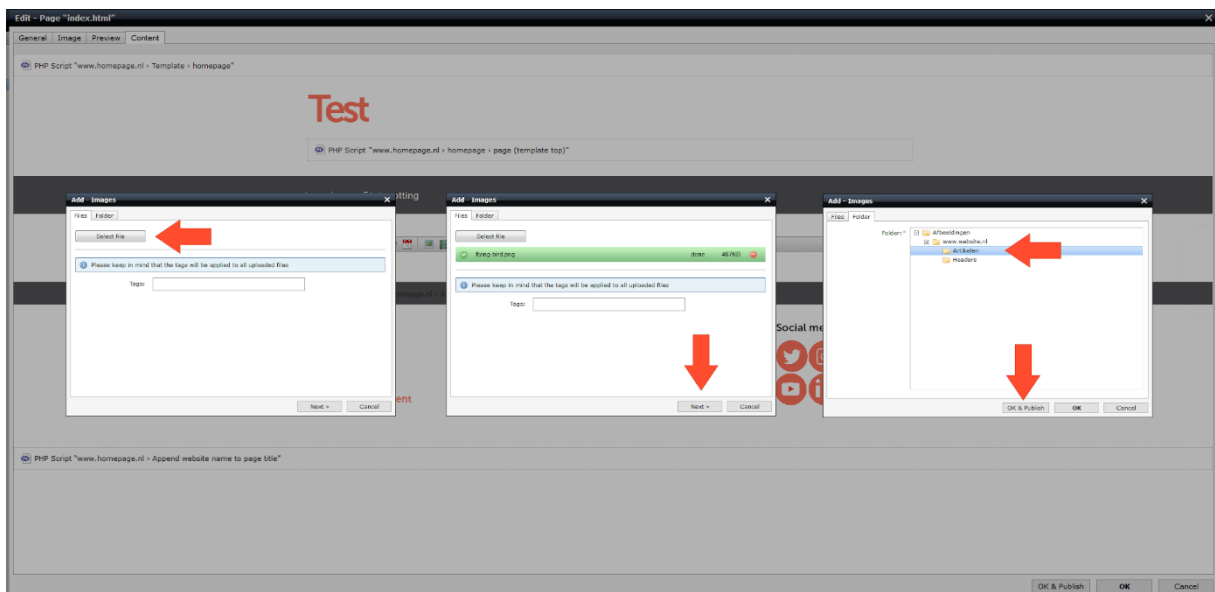 Edit - Page "index.html"
General Image Preview Content
PHP Script "www.homepage.nl › Template › homepage"
Test
PHP Script "www.homepage.nl › homepage › page (template top)"
Add - Images
Files Folder
Select file
Please keep in mind that the tags will be applied to all uploaded files
Tags:
Next »
Cancel
Add - Images
Files Folder
Select file
flying-bird.png done 467KB
Please keep in mind that the tags will be applied to all uploaded files
Tags:
Next »
Cancel
Add - Images
Files Folder
Folder:*
Afbeeldingen
www.website.nl
Artikelen
Headers
OK & Publish
OK
Cancel
Social me
ent
PHP Script "www.homepage.nl › Append website name to page title"
OK & Publish
OK
Cancel